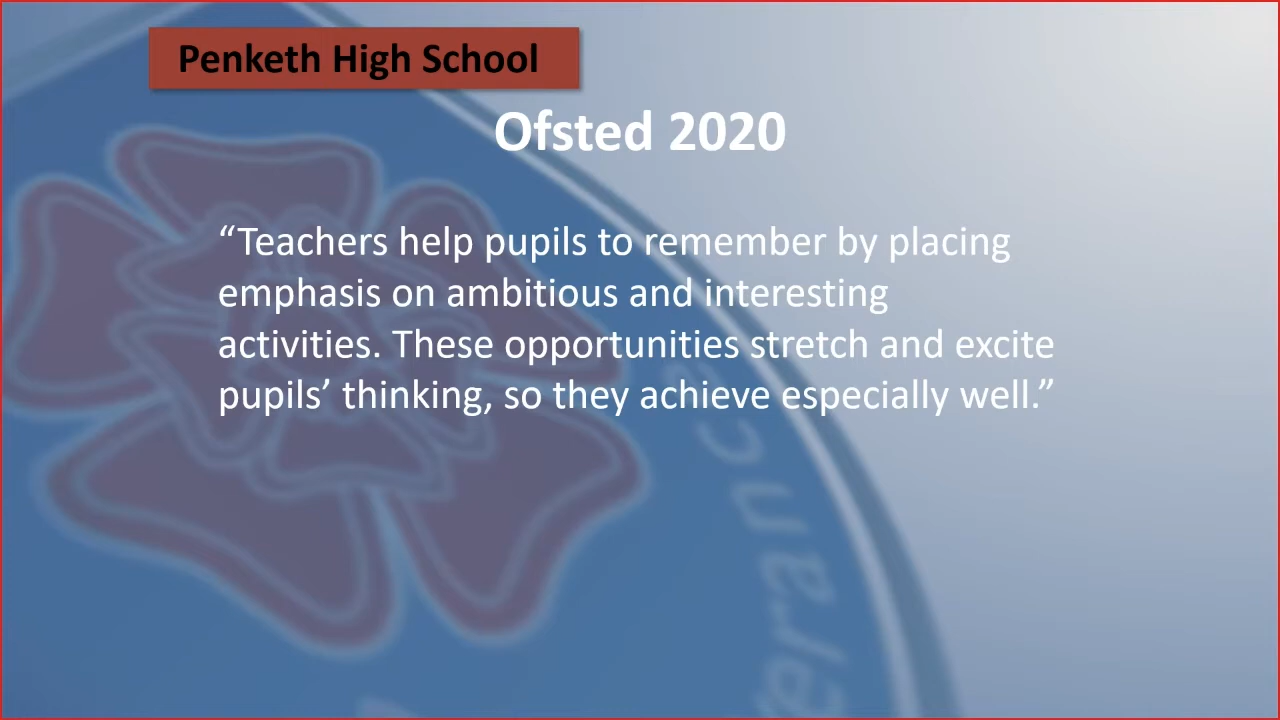 Penketh High School
Ofsted 2020
“Teachers help pupils to remember by placing
emphasis on ambitious and interesting
activities. These opportunities stretch and excite
pupils’ thinking, so they achieve especially well.”